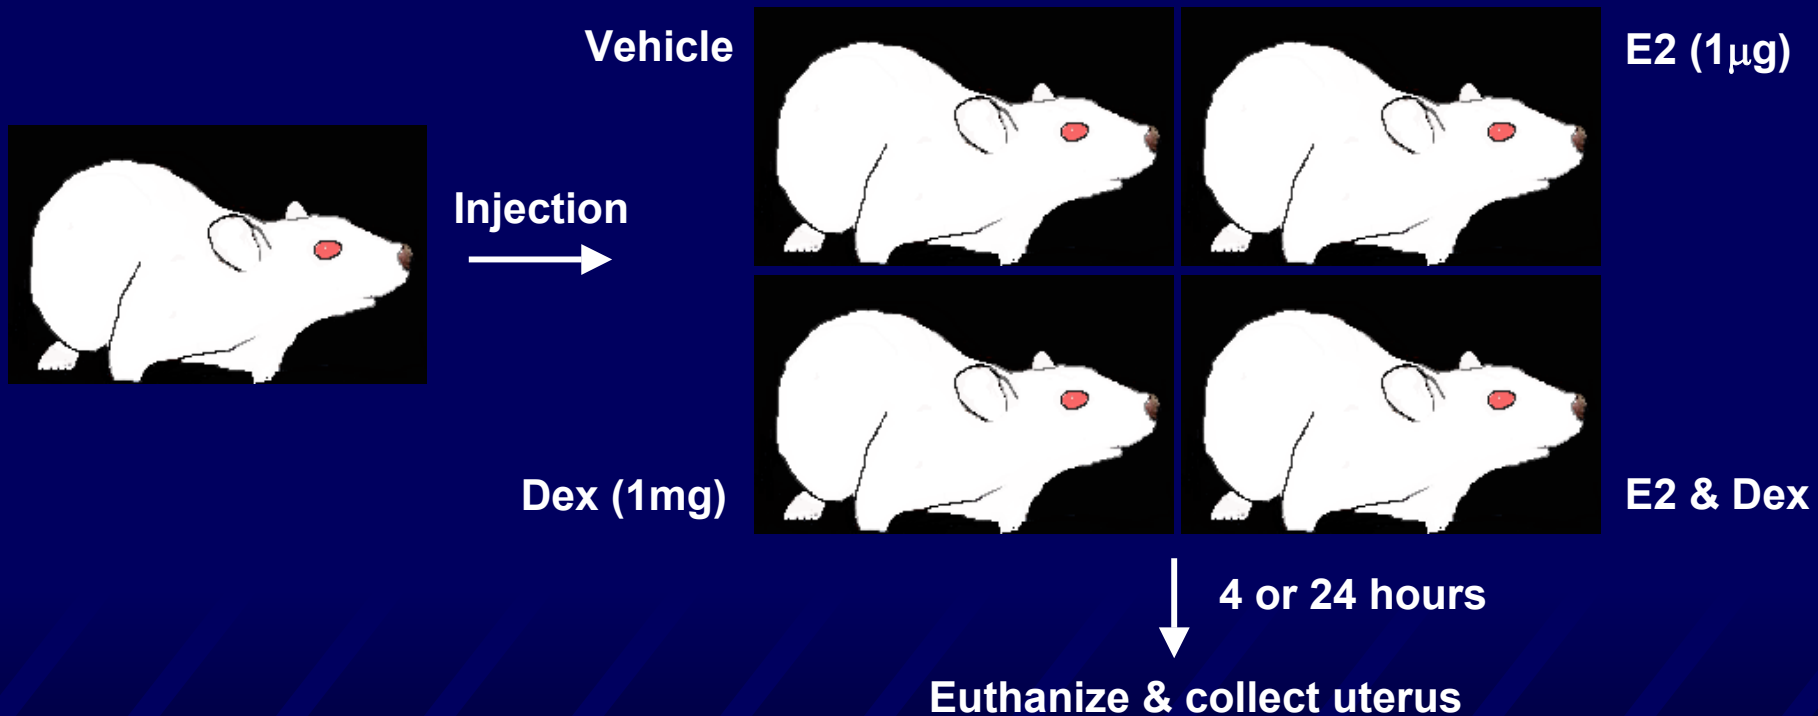 Vehicle
E2 (1μg)
Injection
Dex (1mg)
E2 & Dex
4 or 24 hours
Euthanize & collect uterus